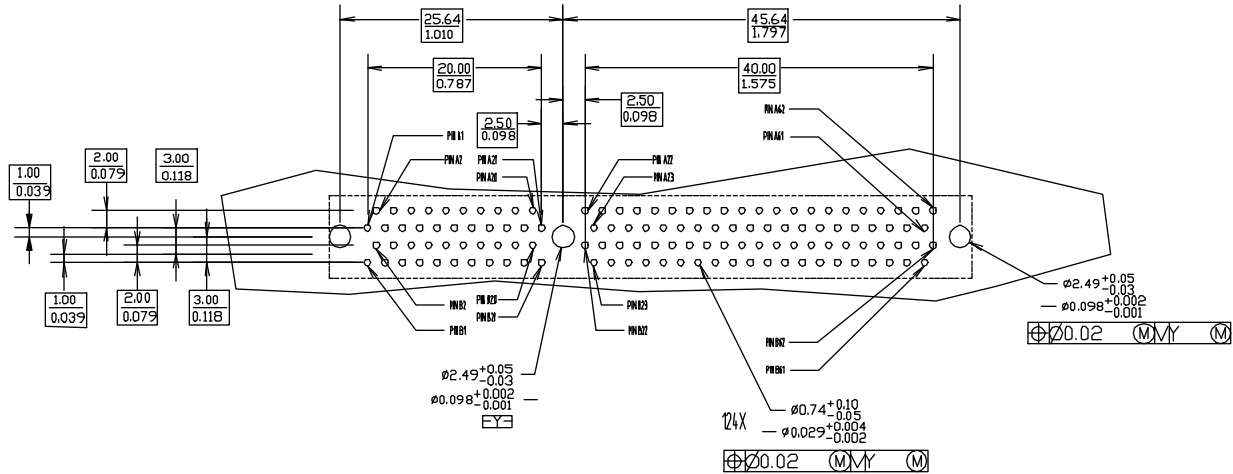 25.64
1.010
45.64
1.797
20.00
0.787
40.00
1.575
2.50
0.098
2.50
0.098
PIN A62
PIN A61
PIN A1
PIN A2
PIN A21
PIN A20
PIN A22
PIN A23
1.00
0.039
2.00
0.079
3.00
0.118
1.00
0.039
2.00
0.079
3.00
0.118
PIN B2
PIN B1
PIN B20
PIN B21
PIN B23
PIN B22
PIN B62
PIN B61
ø2.49 +0.05 -0.03
ø0.098 +0.002 -0.001
-Y-
ø2.49 +0.05 -0.03
ø0.098 +0.002 -0.001
⌖ Ø0.02 Ⓜ Y Ⓜ
124X
ø0.74 +0.10 -0.05
ø0.029 +0.004 -0.002
⌖ Ø0.02 Ⓜ Y Ⓜ